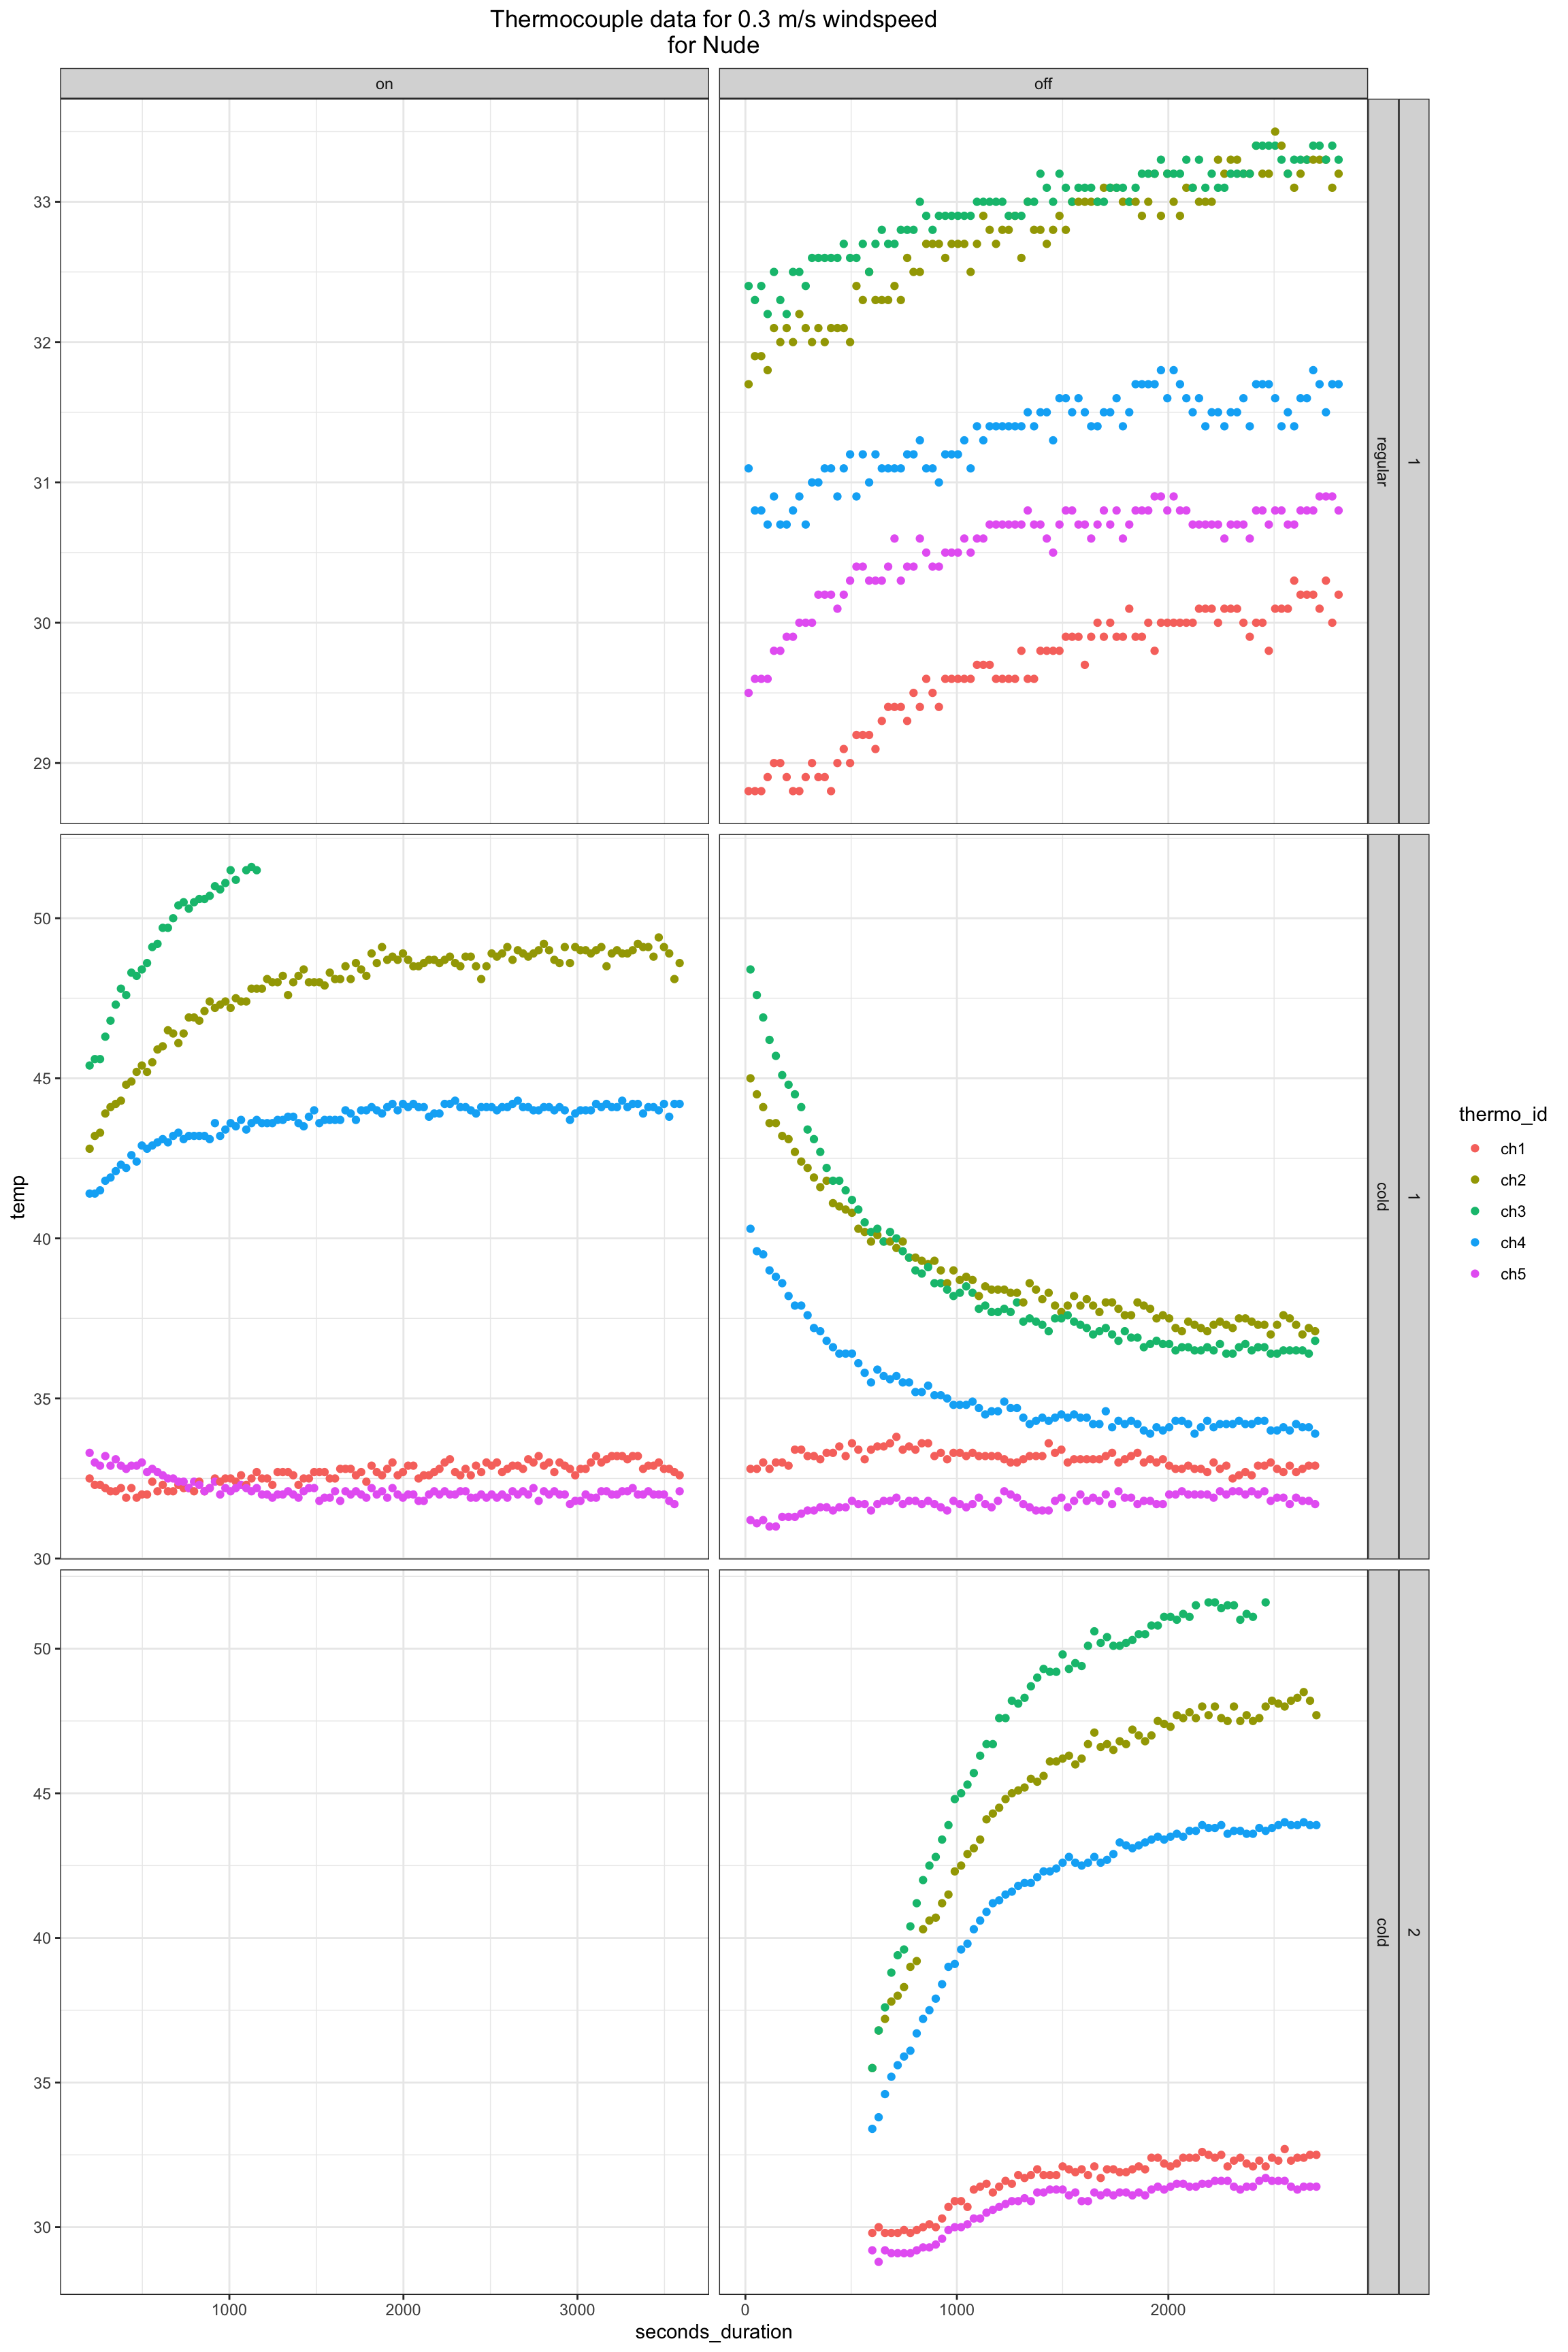 Thermocouple data for 0.3 m/s windspeed
for Nude
on
off
33
32
31
30
29
regular
1
50
45
40
35
30
cold
1
temp
thermo_id
ch1
ch2
ch3
ch4
ch5
50
45
40
35
30
cold
2
1000
2000
3000
0
1000
2000
seconds_duration